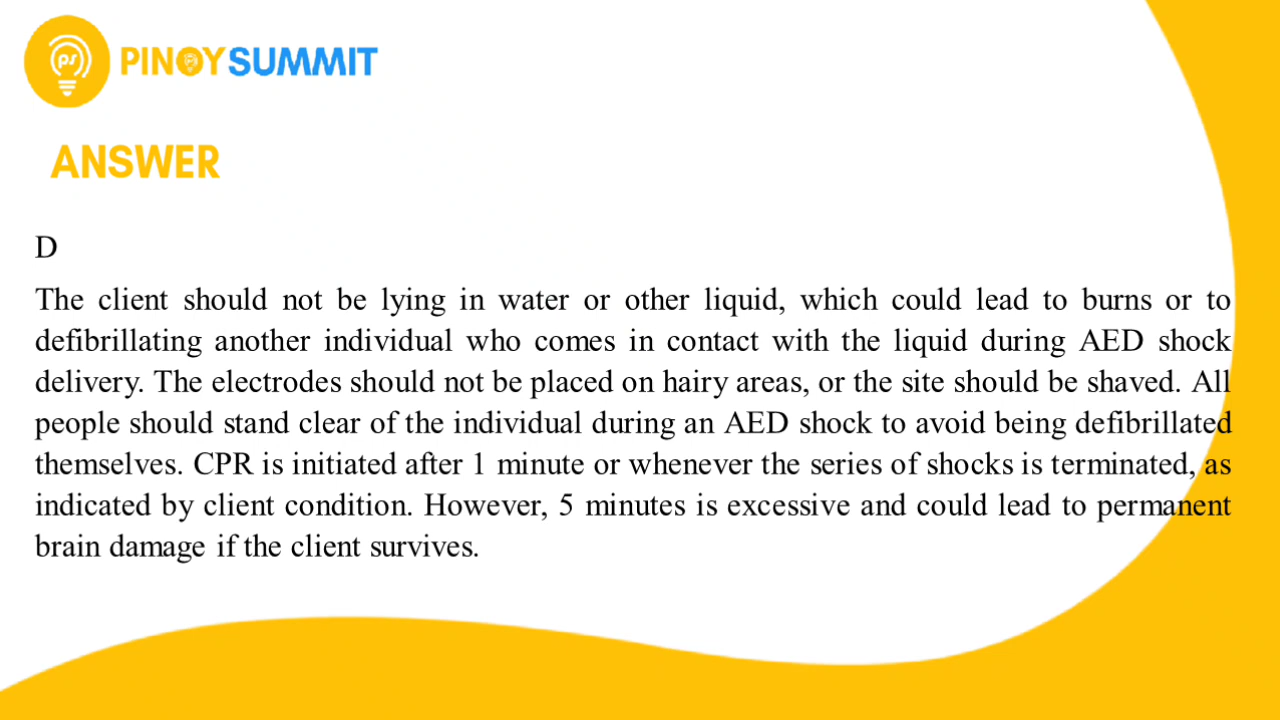 PINOYSUMMIT
ANSWER
D
The client should not be lying in water or other liquid, which could lead to burns or to
defibrillating another individual who comes in contact with the liquid during AED shock
delivery. The electrodes should not be placed on hairy areas, or the site should be shaved. All
people should stand clear of the individual during an AED shock to avoid being defibrillated
themselves. CPR is initiated after 1 minute or whenever the series of shocks is terminated, as
indicated by client condition. However, 5 minutes is excessive and could lead to permanent
brain damage if the client survives.